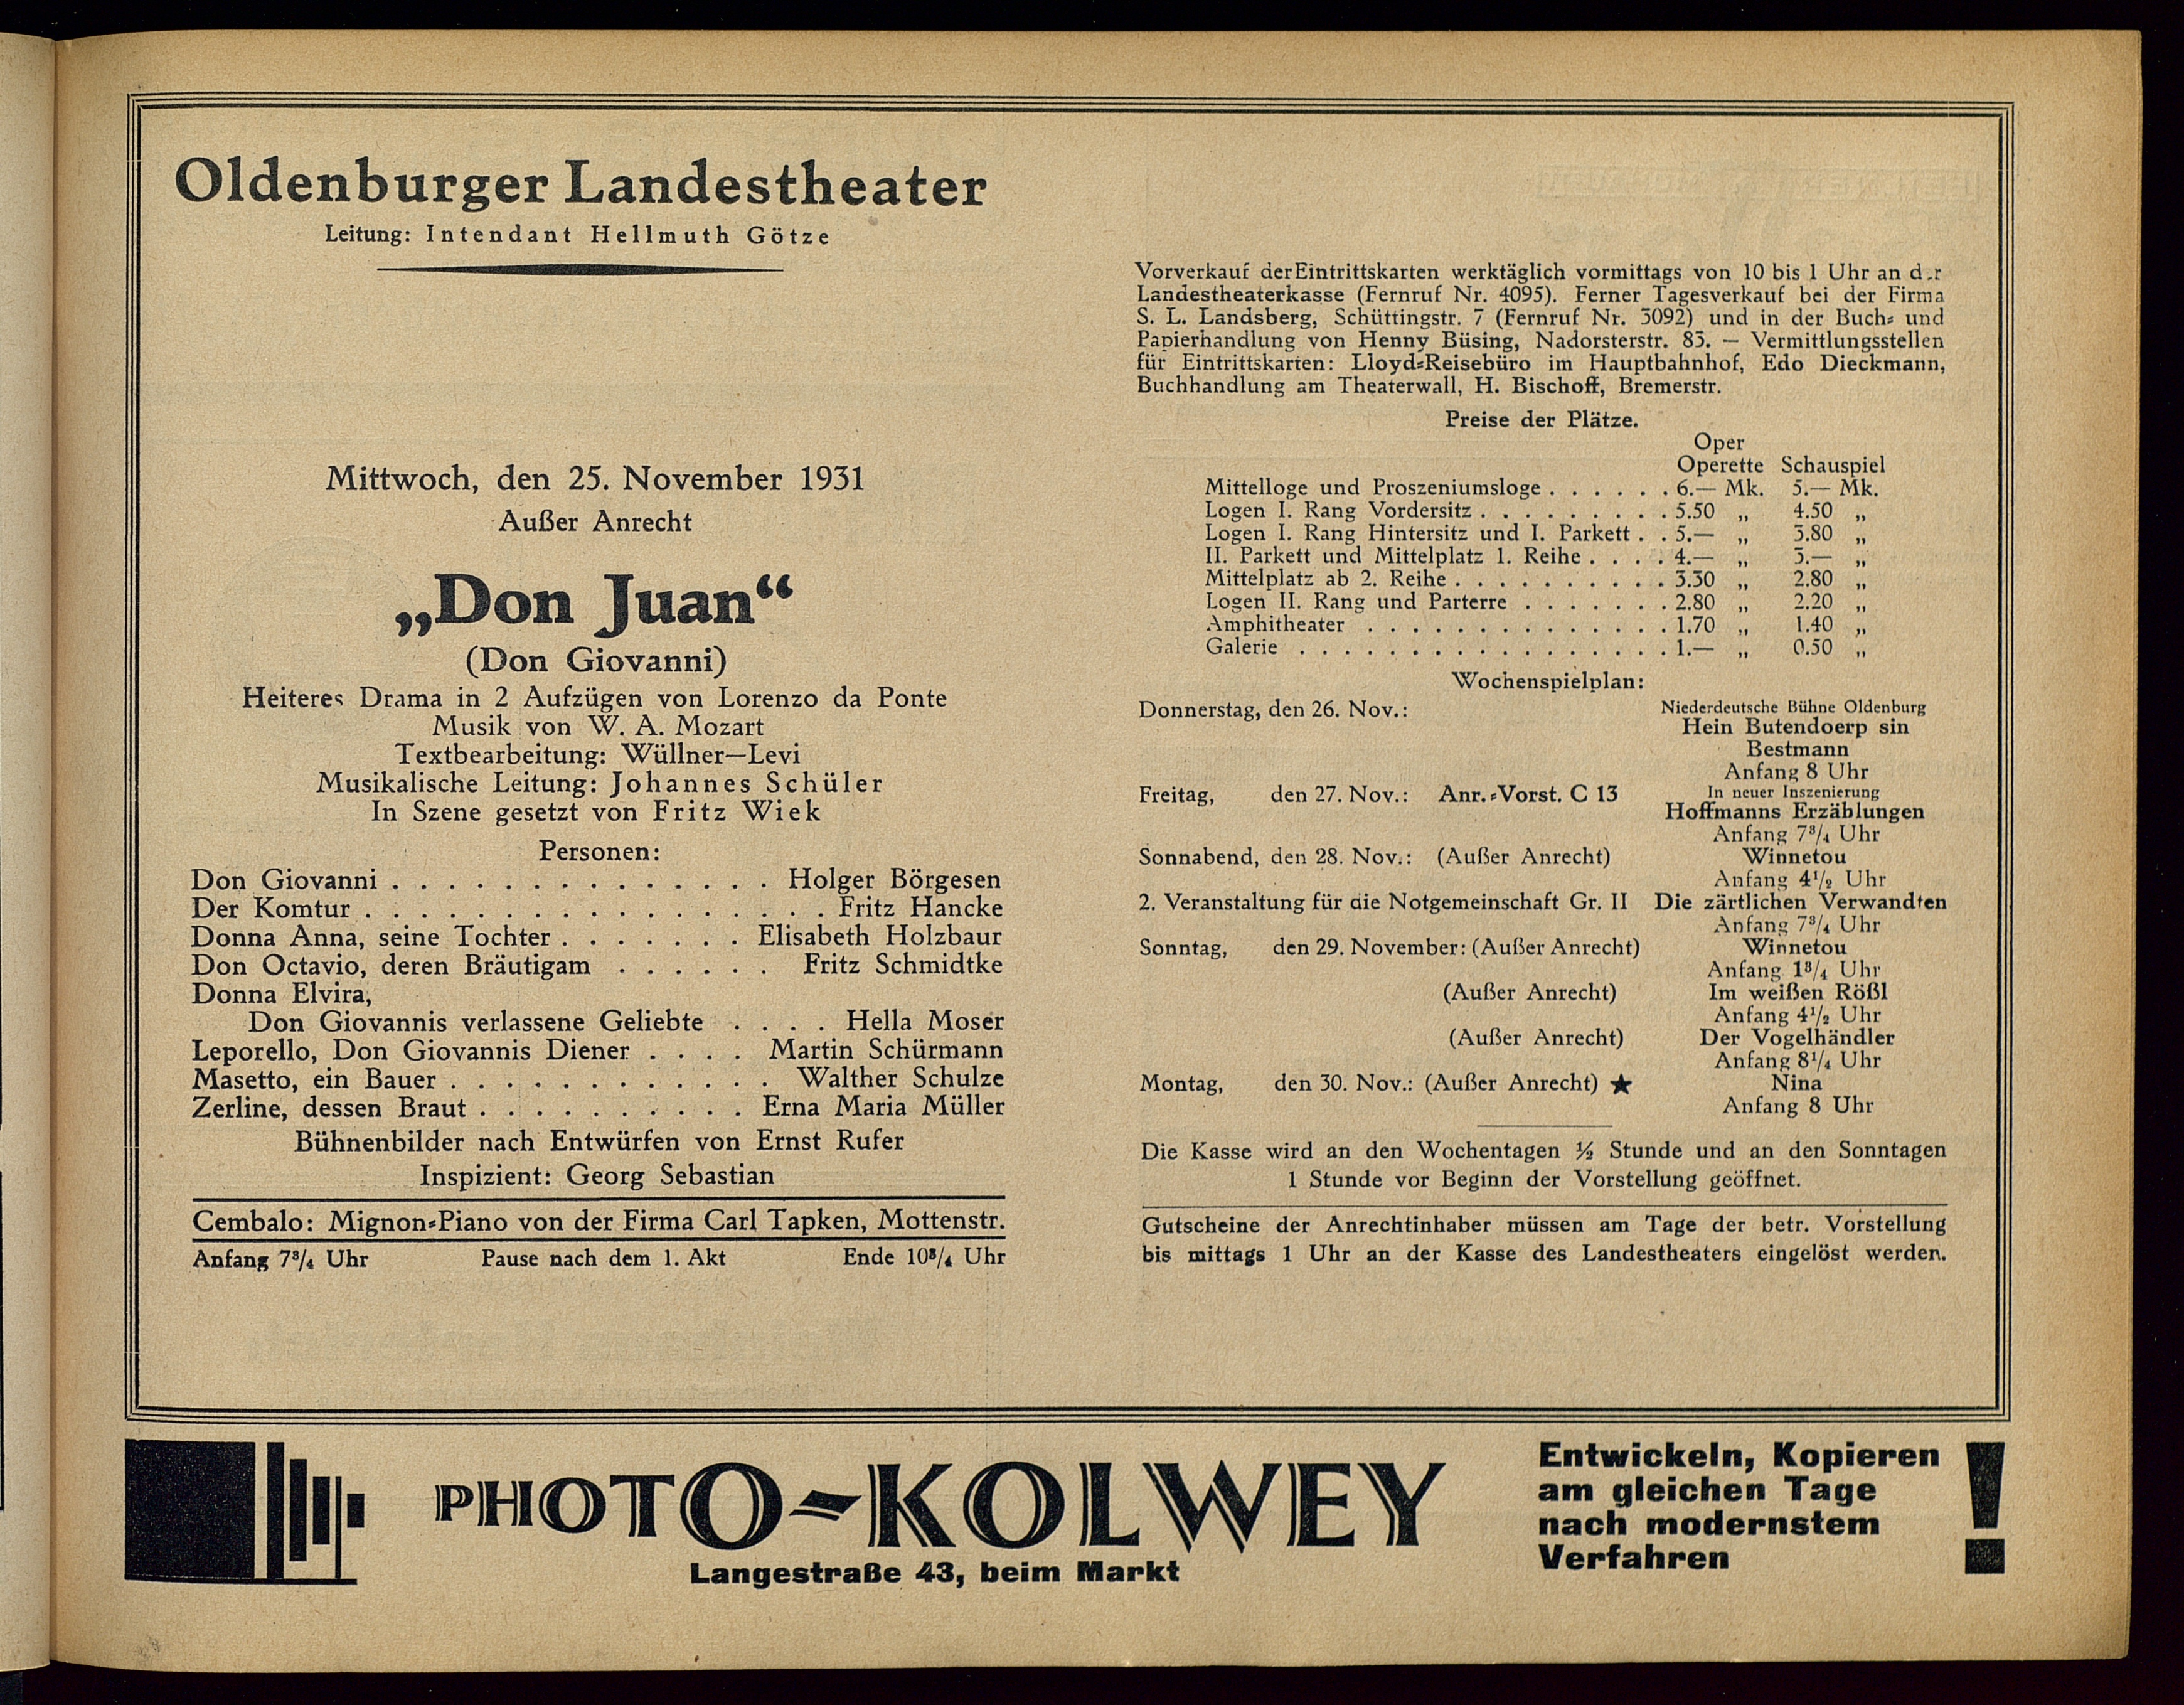 Oldenburger Landestheater
Leitung: Intendant Hellmuth Götze
Mittwoch, den 25. November 1931
Außer Anrecht
„Don Juan“
(Don Giovanni)
Heiteres Drama in 2 Aufzügen von Lorenzo da Ponte
Musik von W. A. Mozart
Textbearbeitung: Wüllner—Levi
Musikalische Leitung: Johannes Schüler
In Szene gesetzt von Fritz Wiek
Personen:
Don Giovanni . . . . . . . . . . . . . . Holger Börgesen
Der Komtur . . . . . . . . . . . . . . . . . Fritz Hancke
Donna Anna, seine Tochter . . . . . . . Elisabeth Holzbaur
Don Octavio, deren Bräutigam . . . . . . Fritz Schmidtke
Donna Elvira,
Don Giovannis verlassene Geliebte . . . . Hella Moser
Leporello, Don Giovannis Diener . . . . Martin Schürmann
Masetto, ein Bauer . . . . . . . . . . . . Walther Schulze
Zerline, dessen Braut . . . . . . . . . . Erna Maria Müller
Bühnenbilder nach Entwürfen von Ernst Rufer
Inspizient: Georg Sebastian
Cembalo: Mignon-Piano von der Firma Carl Tapken, Mottenstr.
Anfang 7¾ Uhr Pause nach dem 1. Akt Ende 10¾ Uhr
Vorverkauf der Eintrittskarten werktäglich vormittags von 10 bis 1 Uhr an der
Landestheaterkasse (Fernruf Nr. 4095). Ferner Tagesverkauf bei der Firma
S. L. Landsberg, Schüttingstr. 7 (Fernruf Nr. 3092) und in der Buch- und
Papierhandlung von Henny Büsing, Nadorsterstr. 83. — Vermittlungsstellen
für Eintrittskarten: Lloyd-Reisebüro im Hauptbahnhof, Edo Dieckmann,
Buchhandlung am Theaterwall, H. Bischoff, Bremerstr.
Preise der Plätze.
Oper
Operette Schauspiel
Mittelloge und Proszeniumsloge . . . . . . 6.— Mk. 5.— Mk.
Logen I. Rang Vordersitz . . . . . . . . . 5.50 „ 4.50 „
Logen I. Rang Hintersitz und I. Parkett . . 5.— „ 3.80 „
II. Parkett und Mittelplatz 1. Reihe . . . . 4.— „ 3.— „
Mittelplatz ab 2. Reihe . . . . . . . . . . 3.30 „ 2.80 „
Logen II. Rang und Parterre . . . . . . . 2.80 „ 2.20 „
Amphitheater . . . . . . . . . . . . . . 1.70 „ 1.40 „
Galerie . . . . . . . . . . . . . . . . . 1.— „ 0.50 „
Wochenspielplan:
Donnerstag, den 26. Nov.: Niederdeutsche Bühne Oldenburg
Hein Butendoerp sin
Bestmann
Anfang 8 Uhr
Freitag, den 27. Nov.: Anr.-Vorst. C 13 In neuer Inszenierung
Hoffmanns Erzählungen
Anfang 7¾ Uhr
Sonnabend, den 28. Nov.: (Außer Anrecht) Winnetou
Anfang 4½ Uhr
2. Veranstaltung für die Notgemeinschaft Gr. II Die zärtlichen Verwandten
Anfang 7¾ Uhr
Sonntag, den 29. November: (Außer Anrecht) Winnetou
Anfang 1¾ Uhr
(Außer Anrecht) Im weißen Rößl
Anfang 4½ Uhr
(Außer Anrecht) Der Vogelhändler
Anfang 8¼ Uhr
Montag, den 30. Nov.: (Außer Anrecht) ★ Nina
Anfang 8 Uhr
Die Kasse wird an den Wochentagen ½ Stunde und an den Sonntagen
1 Stunde vor Beginn der Vorstellung geöffnet.
Gutscheine der Anrechtinhaber müssen am Tage der betr. Vorstellung
bis mittags 1 Uhr an der Kasse des Landestheaters eingelöst werden.
PHOTO-KOLWEY
Langestraße 43, beim Markt
Entwickeln, Kopieren
am gleichen Tage
nach modernstem
Verfahren !